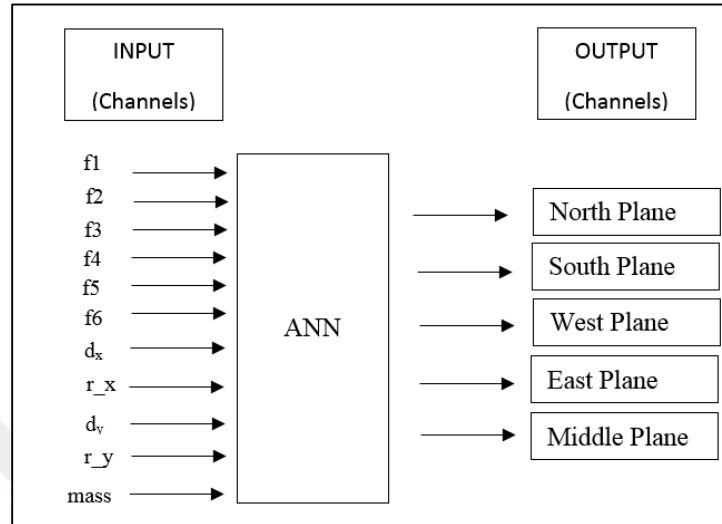 INPUT
(Channels)
OUTPUT
(Channels)
f1
f2
f3
f4
f5
f6
dₓ
r_x
dᵧ
r_y
mass
ANN
North Plane
South Plane
West Plane
East Plane
Middle Plane